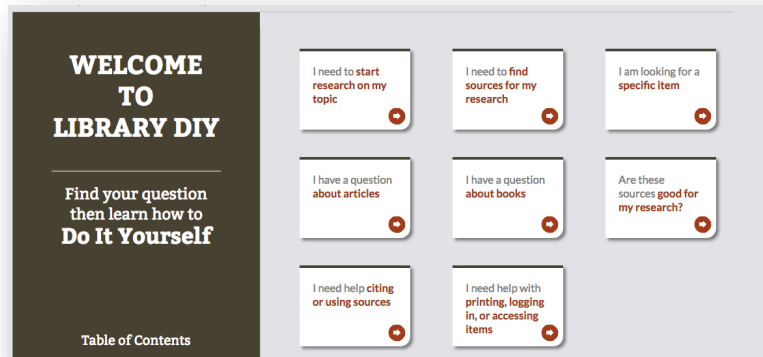 WELCOME
TO
LIBRARY DIY
Find your question
then learn how to
Do It Yourself
Table of Contents
I need to start
research on my
topic
I need to find
sources for my
research
I am looking for a
specific item
I have a question
about articles
I have a question
about books
Are these
sources good for
my research?
I need help citing
or using sources
I need help with
printing, logging
in, or accessing
items